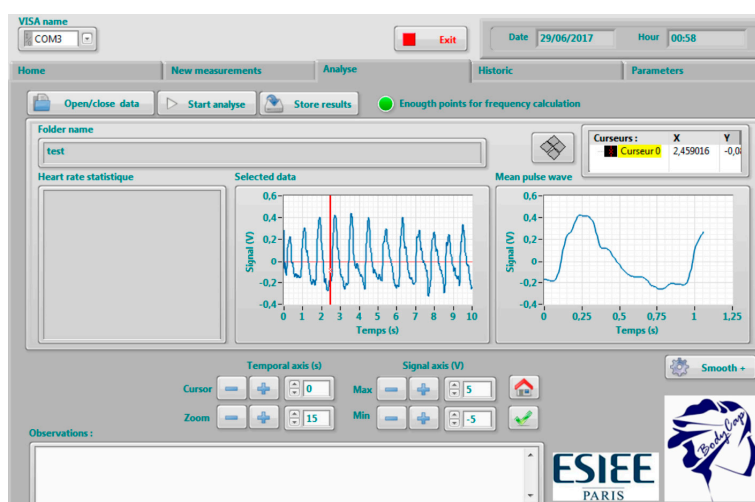 VISA name
COM3
Exit
Date 29/06/2017 Hour 00:58
Home New measurements Analyse Historic Parameters
Open/close data Start analyse Store results Enougth points for frequency calculation
Folder name
test
Curseurs : X Y
Curseur 0 2,459016 -0,0
Heart rate statistique Selected data Mean pulse wave
Signal (V)
0,6
0,4
0,2
0
-0,2
-0,4
0 1 2 3 4 5 6 7 8 9 10
Temps (s)
Signal (V)
0,6
0,4
0,2
0
-0,2
-0,4
0 0,25 0,5 0,75 1 1,25
Temps (s)
Temporal axis (s) Signal axis (V)
Smooth +
Cursor 0 Max 5
Zoom 15 Min -5
Observations :
BodyCap
ESIEE
PARIS